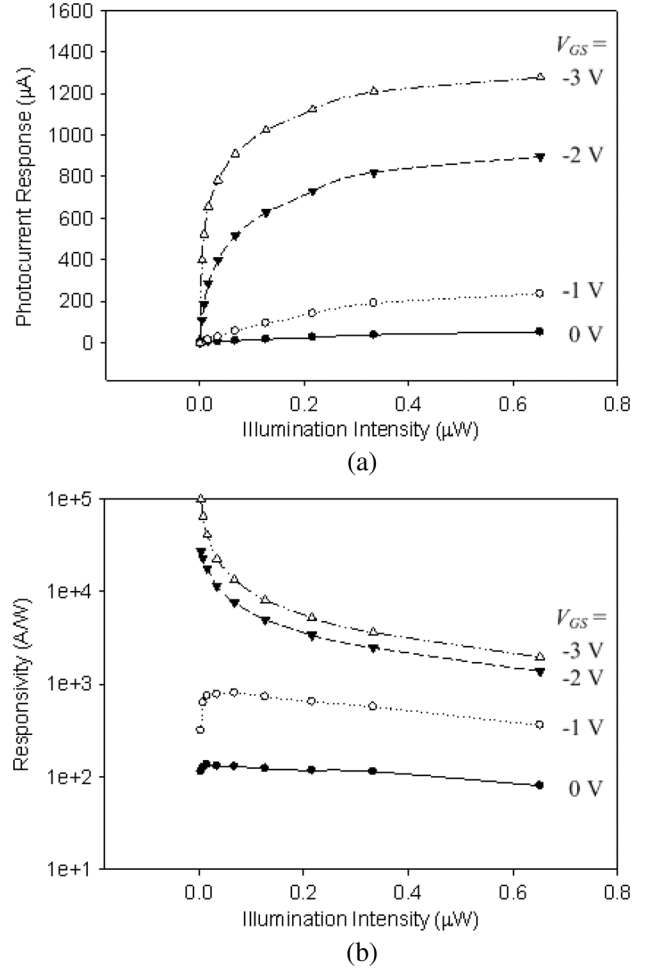 1600
1400
1200
1000
800
600
400
200
0
Photocurrent Response (µA)
V_GS =
-3 V
-2 V
-1 V
0 V
0.0 0.2 0.4 0.6 0.8
Illumination Intensity (µW)
(a)
1e+5
1e+4
1e+3
1e+2
1e+1
Responsivity (A/W)
V_GS =
-3 V
-2 V
-1 V
0 V
0.0 0.2 0.4 0.6 0.8
Illumination Intensity (µW)
(b)